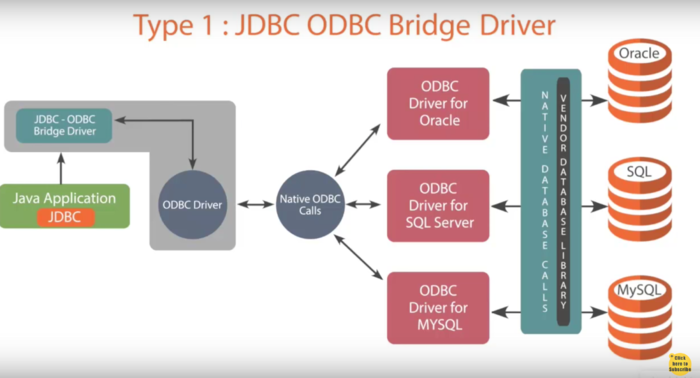 Type 1 : JDBC ODBC Bridge Driver
JDBC - ODBC
Bridge Driver
Java Application
JDBC
ODBC Driver
Native ODBC
Calls
ODBC
Driver for
Oracle
ODBC
Driver for
SQL Server
ODBC
Driver for
MYSQL
NATIVE DATABASE CALLS
VENDOR DATABASE LIBRARY
Oracle
SQL
MySQL
Click
here to
Subscribe